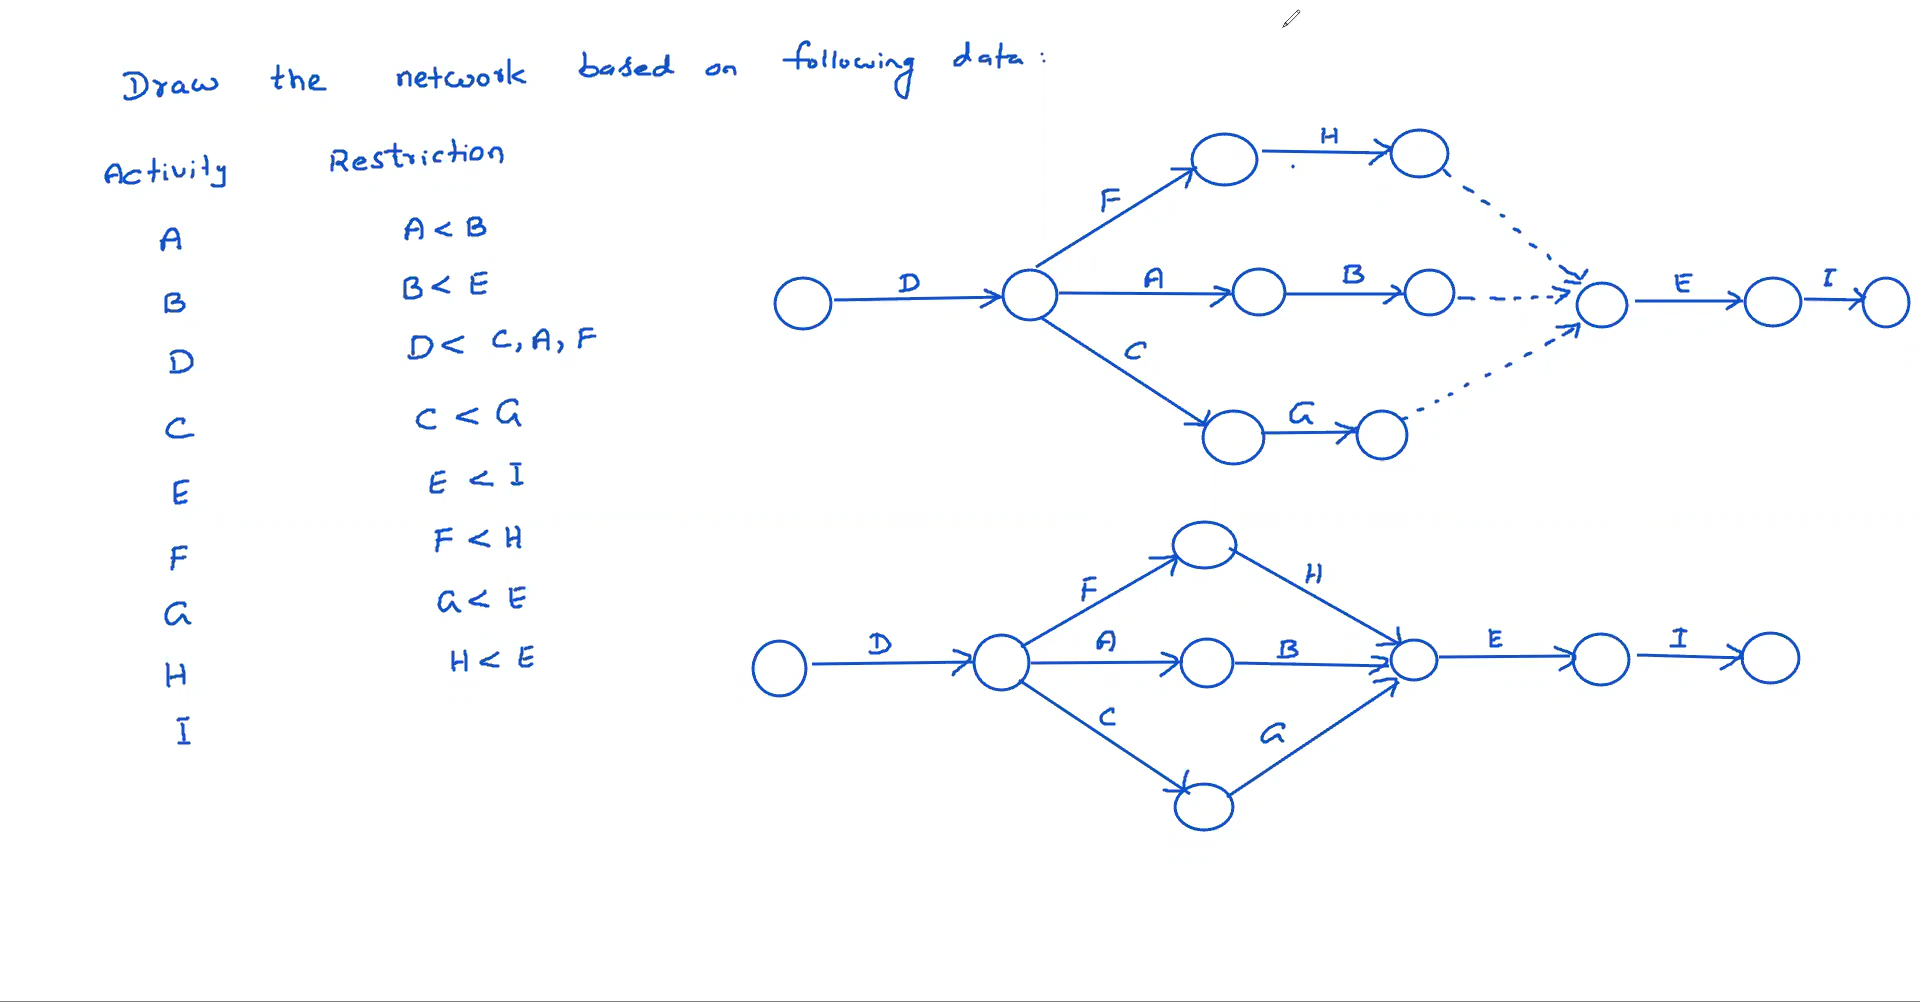 Draw the network based on following data:
Activity Restriction
A A < B
B B < E
D D < C, A, F
C C < G
E E < I
F F < H
G G < E
H H < E
I
H
F
D A B E I
C
G
F H
D A B E I
C G